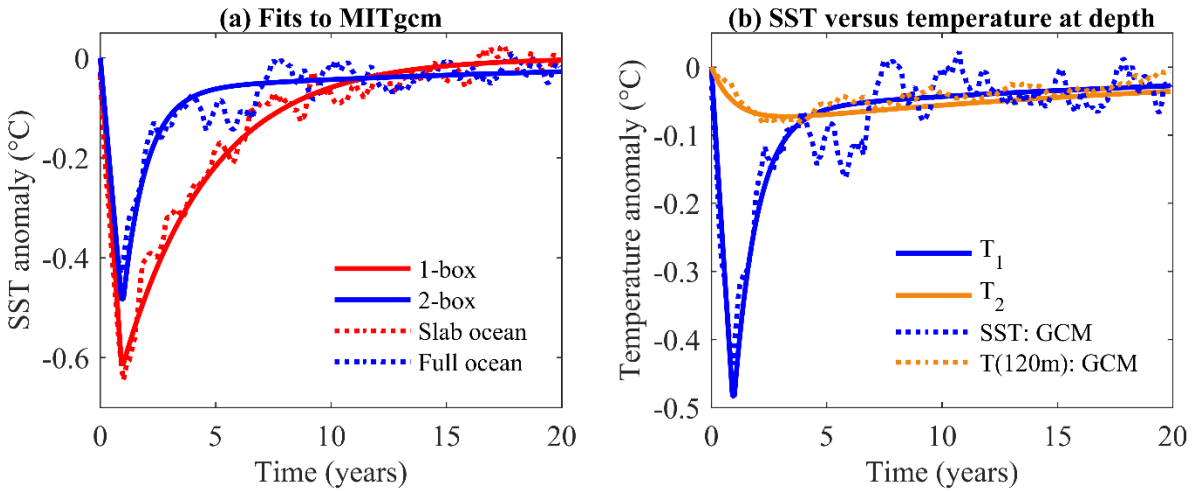 (a) Fits to MITgcm
SST anomaly (°C)
0
-0.2
-0.4
-0.6
0
5
10
15
20
Time (years)
1-box
2-box
Slab ocean
Full ocean
(b) SST versus temperature at depth
Temperature anomaly (°C)
0
-0.1
-0.2
-0.3
-0.4
-0.5
0
5
10
15
20
Time (years)
T1
T2
SST: GCM
T(120m): GCM